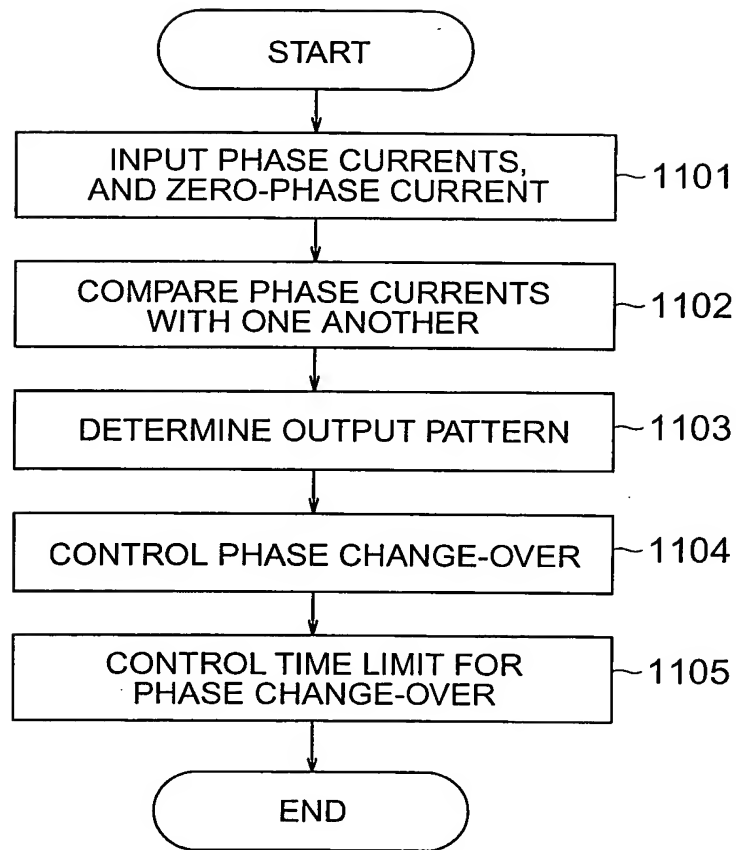 START
INPUT PHASE CURRENTS,
AND ZERO-PHASE CURRENT
1101
COMPARE PHASE CURRENTS
WITH ONE ANOTHER
1102
DETERMINE OUTPUT PATTERN
1103
CONTROL PHASE CHANGE-OVER
1104
CONTROL TIME LIMIT FOR
PHASE CHANGE-OVER
1105
END